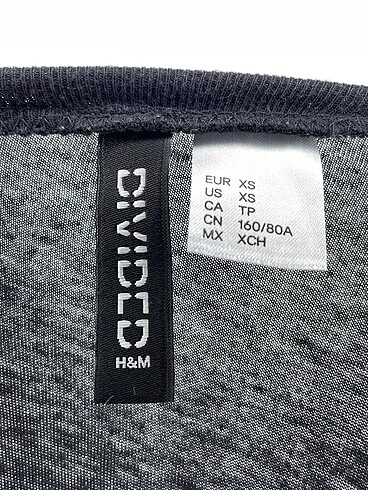 DIVIDED
H&M
EUR XS
US XS
CA TP
CN 160/80A
MX XCH